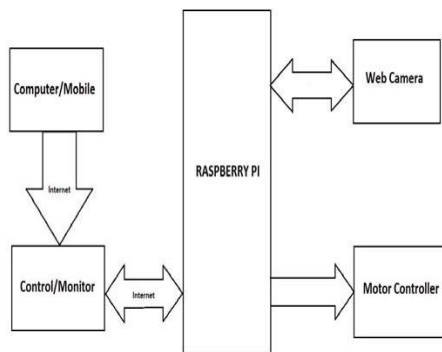 Computer/Mobile
Internet
Control/Monitor
Internet
RASPBERRY PI
Web Camera
Motor Controller